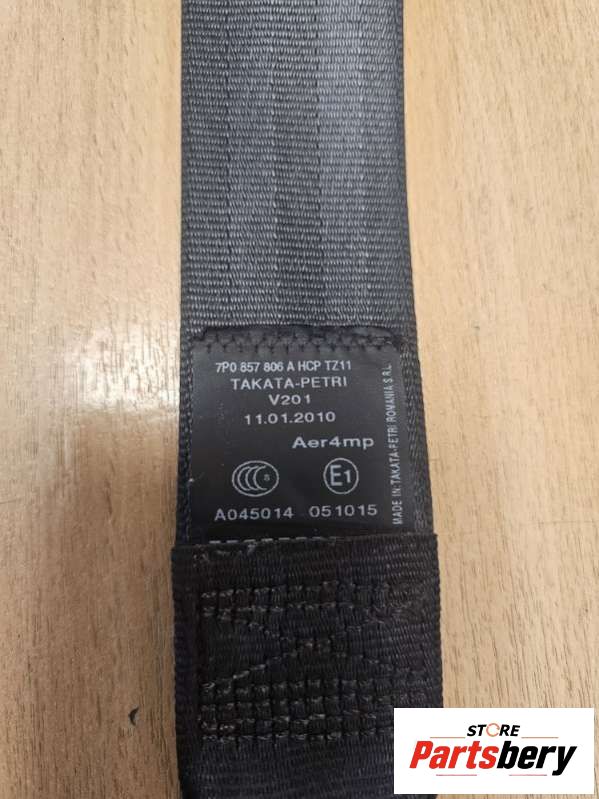 7P0 857 806 A HCP TZ11
TAKATA-PETRI
V201
11.01.2010
Aer4mp
CCC S
E1
A045014 051015
MADE IN: TAKATA-PETRI ROMANIA S.R.L
STORE
Partsbery